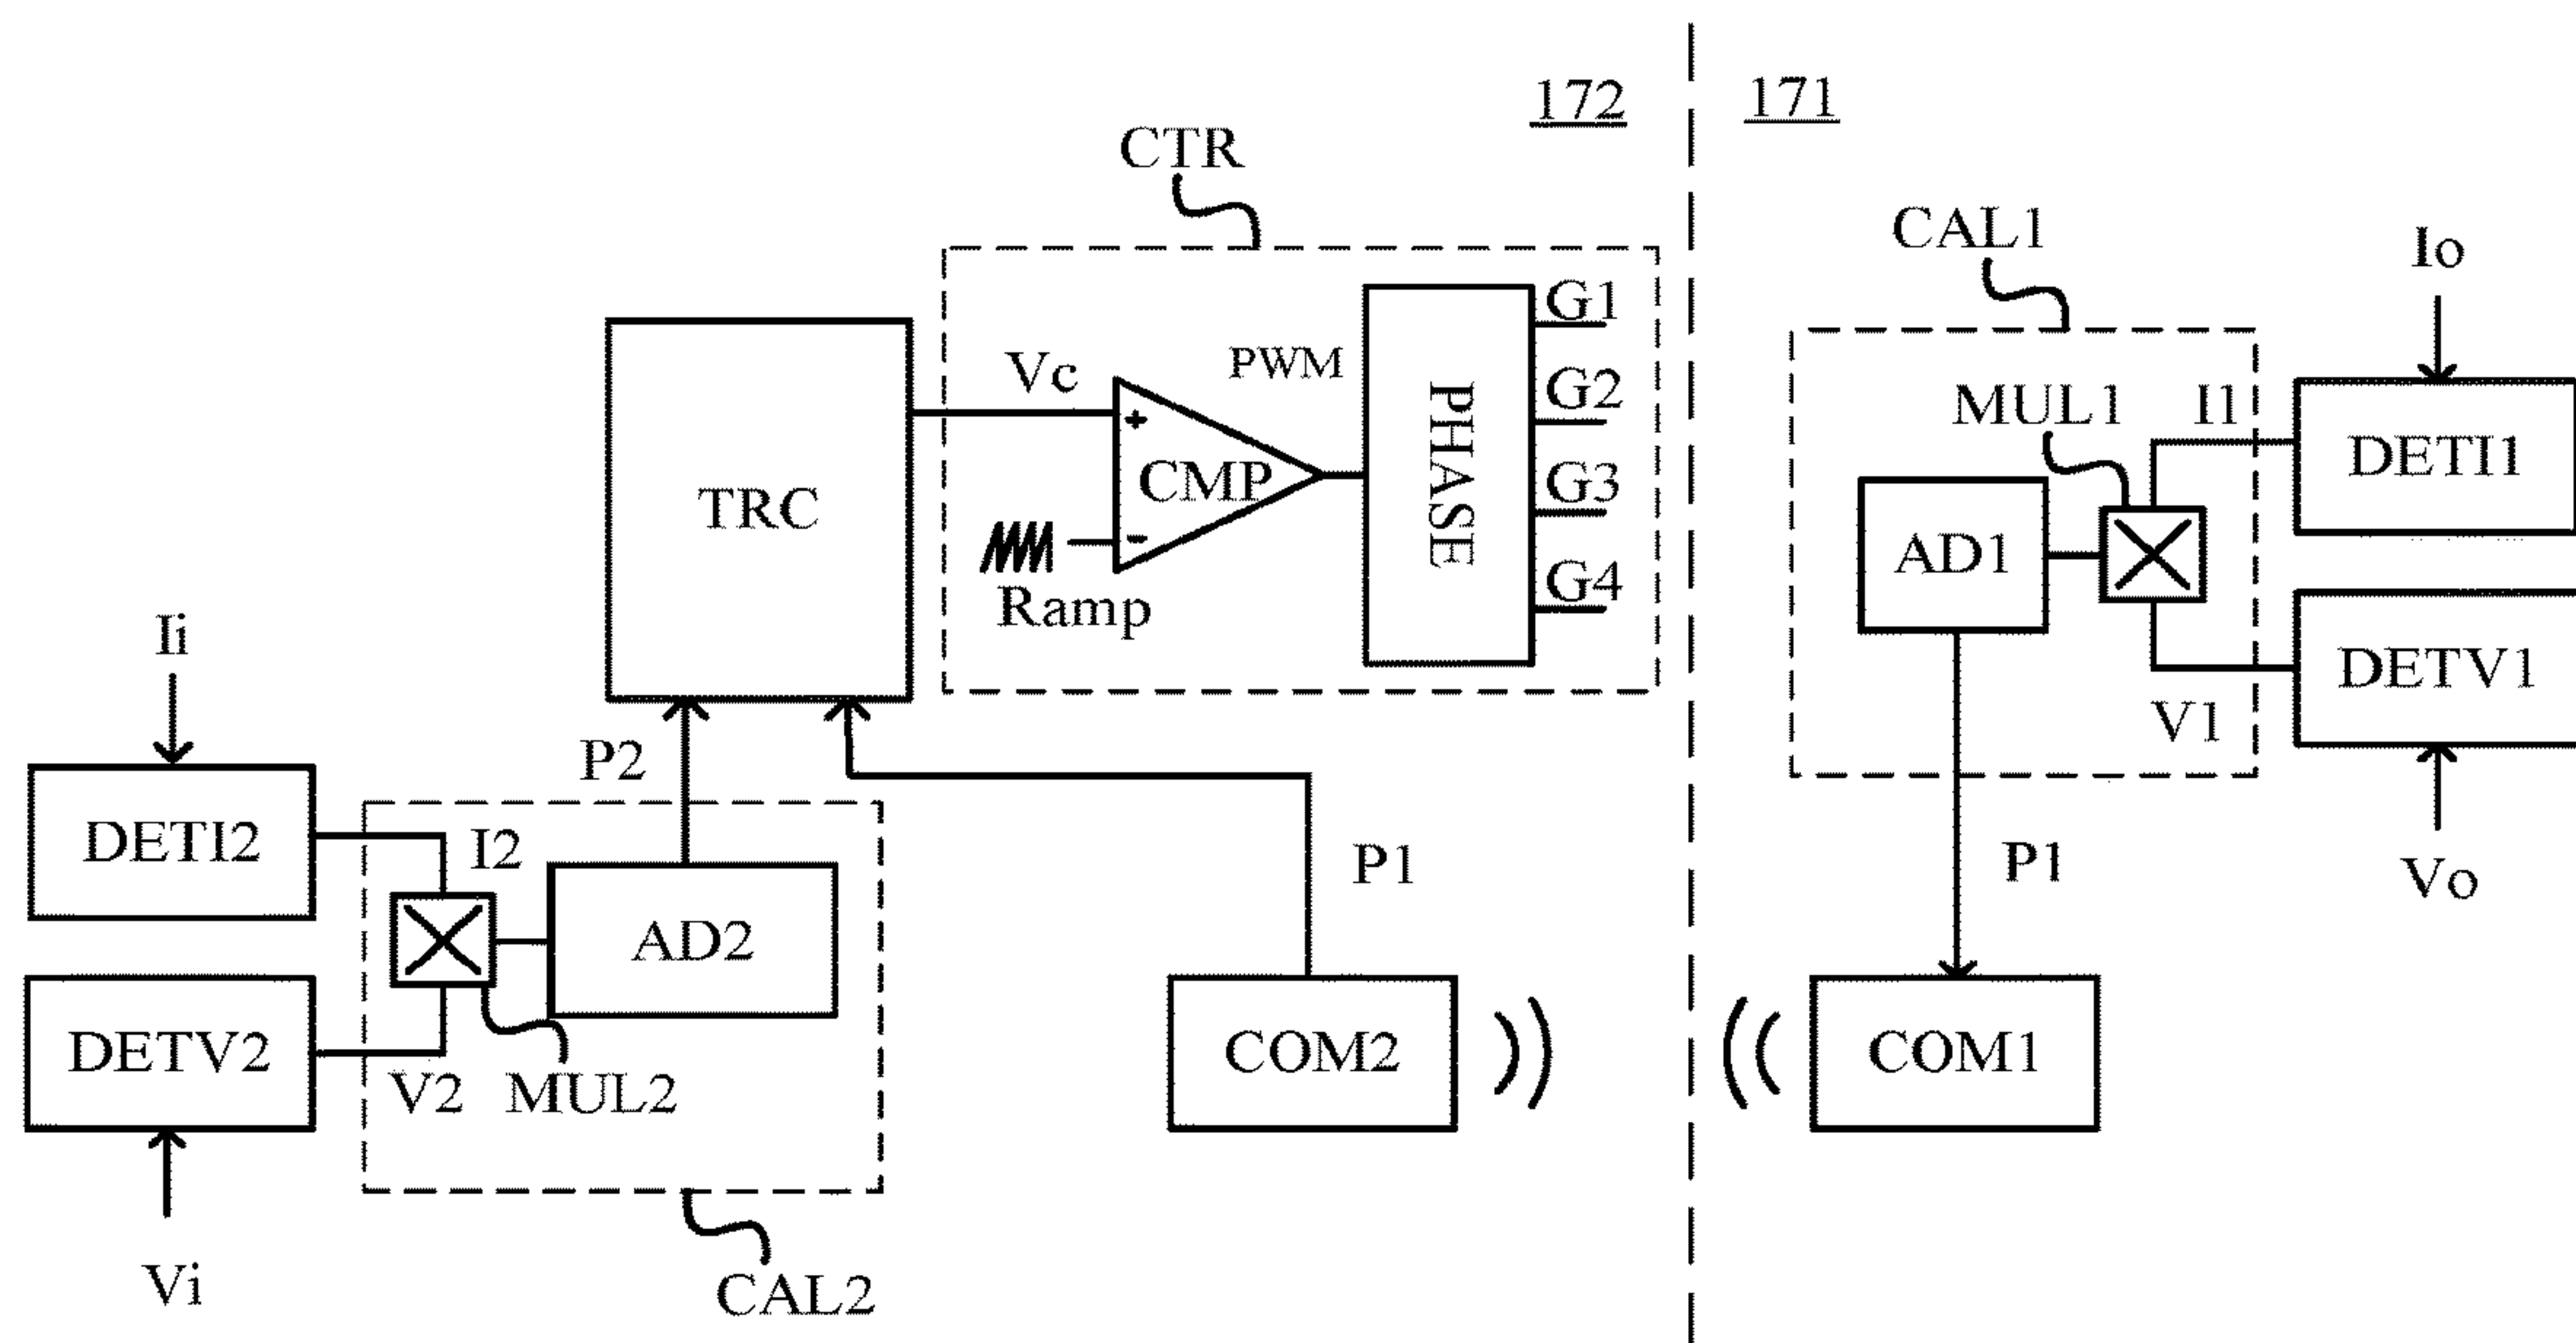 172
171
CTR
CAL1
Io
G1
Vc
PWM
G2
MUL1
I1
DETI1
TRC
+
CMP
G3
PHASE
-
AD1
G4
Ramp
Ii
DETV1
V1
P2
DETI2
I2
P1
P1
Vo
AD2
DETV2
V2
MUL2
COM2
COM1
Vi
CAL2